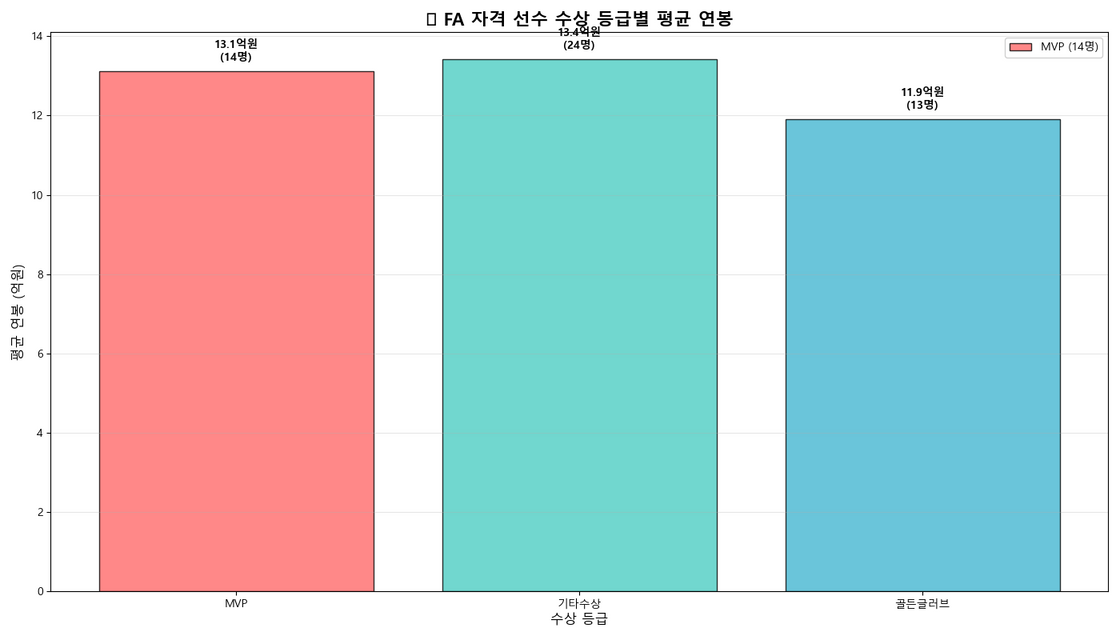 FA 자격 선수 수상 등급별 평균 연봉
13.4억원
(24명)
13.1억원
(14명)
MVP (14명)
11.9억원
(13명)
14
12
10
8
6
4
2
0
평균 연봉 (억원)
MVP
기타수상
골든글러브
수상 등급